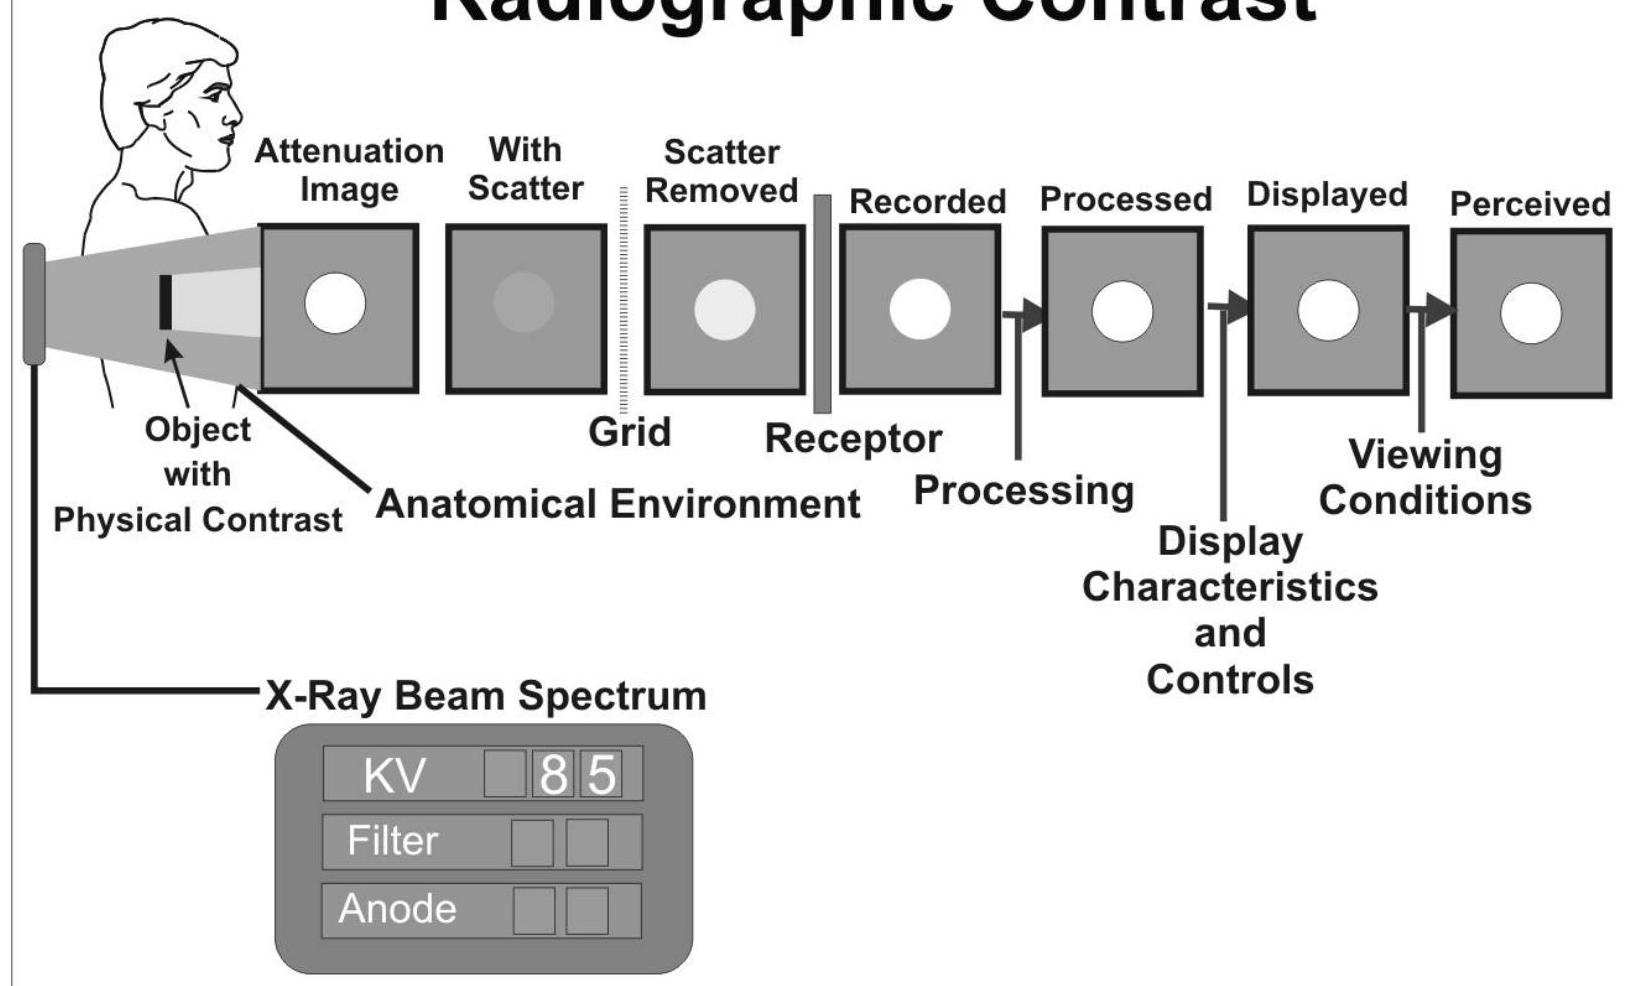 Radiographic Contrast
Attenuation
Image
With
Scatter
Scatter
Removed
Recorded
Processed
Displayed
Perceived
Grid
Receptor
Object
with
Physical Contrast
Anatomical Environment
Processing
Viewing
Conditions
Display
Characteristics
and
Controls
X-Ray Beam Spectrum
KV 8 5
Filter
Anode